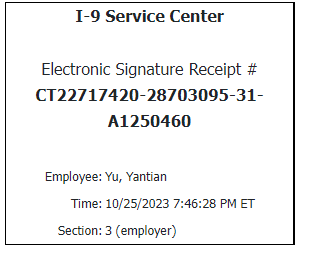 I-9 Service Center
Electronic Signature Receipt #
CT22717420-28703095-31-
A1250460
Employee: Yu, Yantian
Time: 10/25/2023 7:46:28 PM ET
Section: 3 (employer)